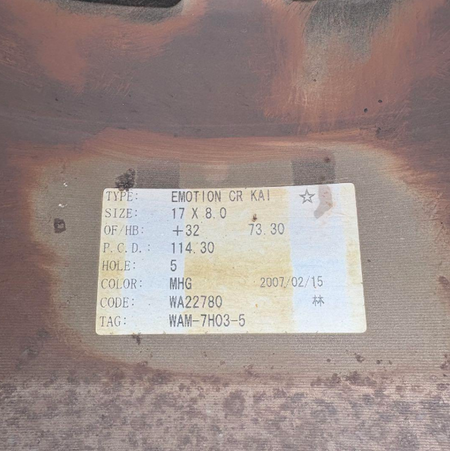 TYPE: EMOTION CR KAI ☆
SIZE: 17 X 8.0
OF/HB: +32 73.30
P.C.D.: 114.30
HOLE: 5
COLOR: MHG 2007/02/15
CODE: WA22780 林
TAG: WAM-7H03-5